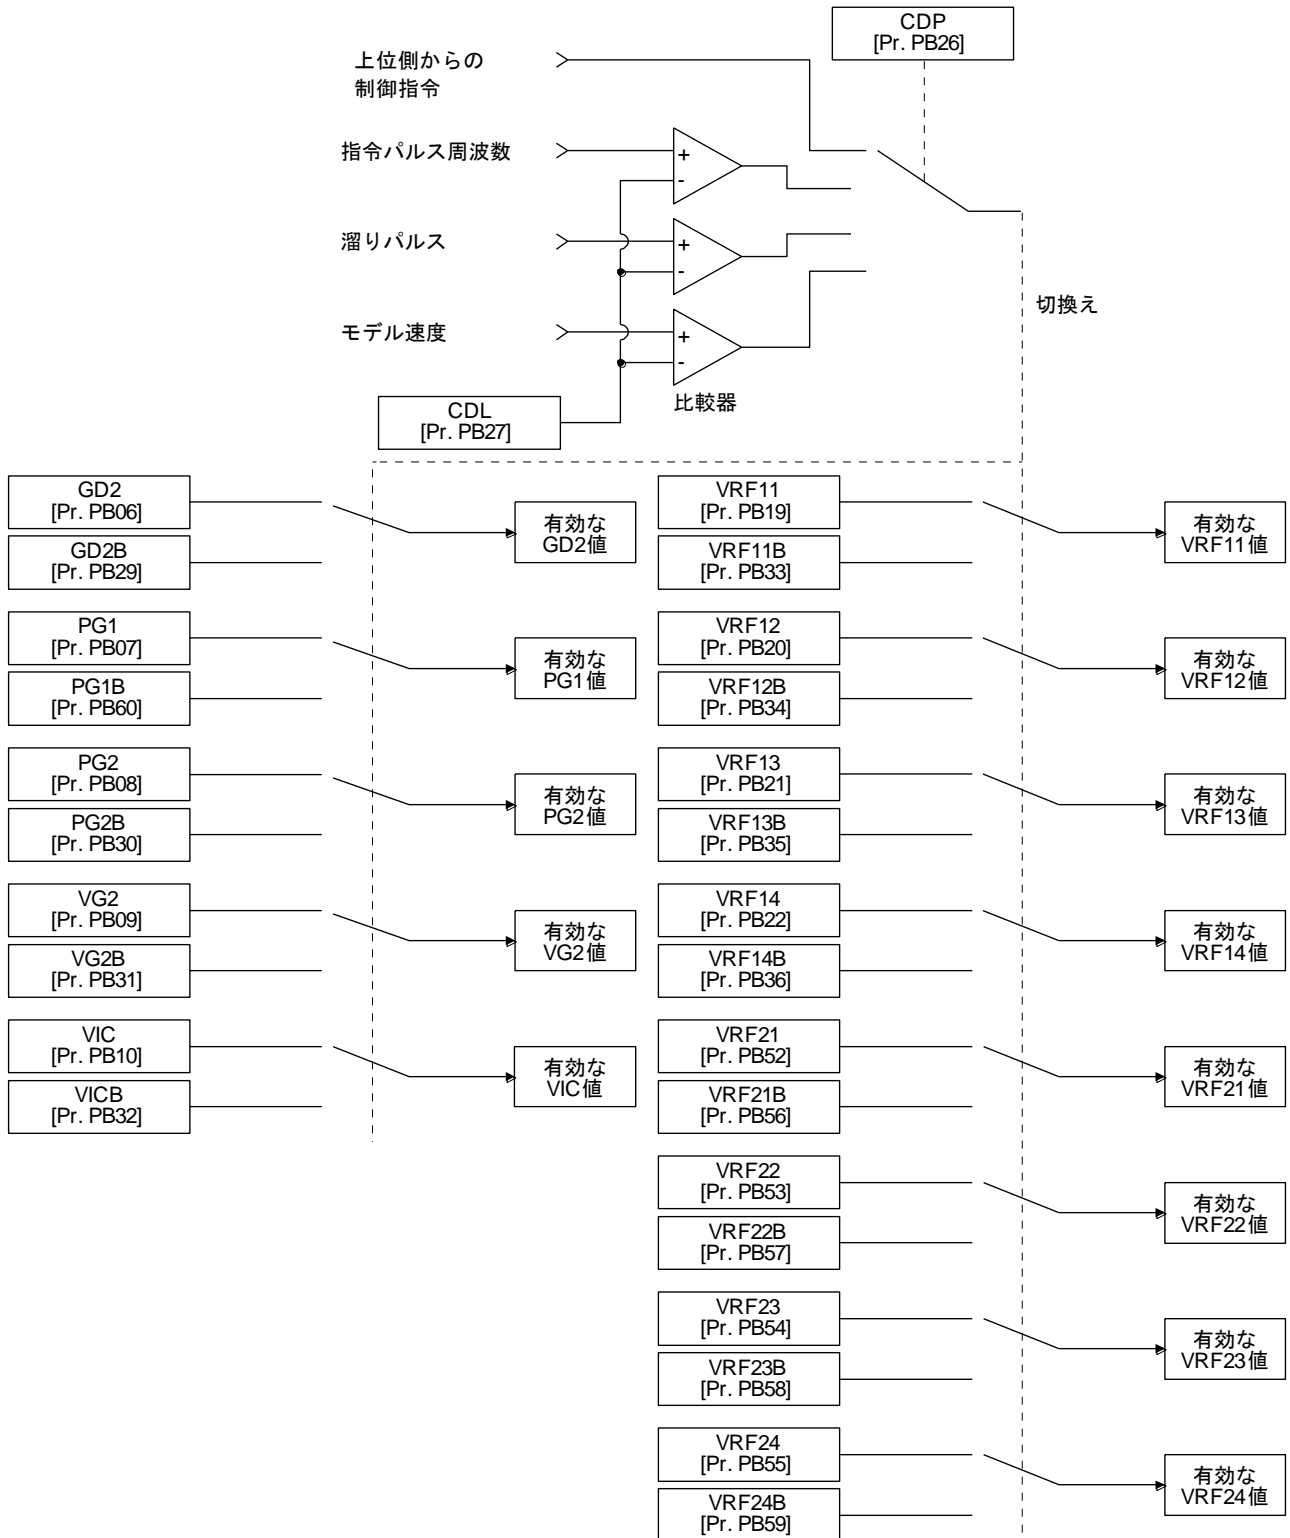 CDP
[Pr. PB26]
上位側からの
制御指令
指令パルス周波数
+
-
溜りパルス
+
-
切換え
モデル速度
+
-
比較器
CDL
[Pr. PB27]
GD2
[Pr. PB06]
GD2B
[Pr. PB29]
有効な
GD2値
PG1
[Pr. PB07]
PG1B
[Pr. PB60]
有効な
PG1値
PG2
[Pr. PB08]
PG2B
[Pr. PB30]
有効な
PG2値
VG2
[Pr. PB09]
VG2B
[Pr. PB31]
有効な
VG2値
VIC
[Pr. PB10]
VICB
[Pr. PB32]
有効な
VIC値
VRF11
[Pr. PB19]
VRF11B
[Pr. PB33]
有効な
VRF11値
VRF12
[Pr. PB20]
VRF12B
[Pr. PB34]
有効な
VRF12値
VRF13
[Pr. PB21]
VRF13B
[Pr. PB35]
有効な
VRF13値
VRF14
[Pr. PB22]
VRF14B
[Pr. PB36]
有効な
VRF14値
VRF21
[Pr. PB52]
VRF21B
[Pr. PB56]
有効な
VRF21値
VRF22
[Pr. PB53]
VRF22B
[Pr. PB57]
有効な
VRF22値
VRF23
[Pr. PB54]
VRF23B
[Pr. PB58]
有効な
VRF23値
VRF24
[Pr. PB55]
VRF24B
[Pr. PB59]
有効な
VRF24値